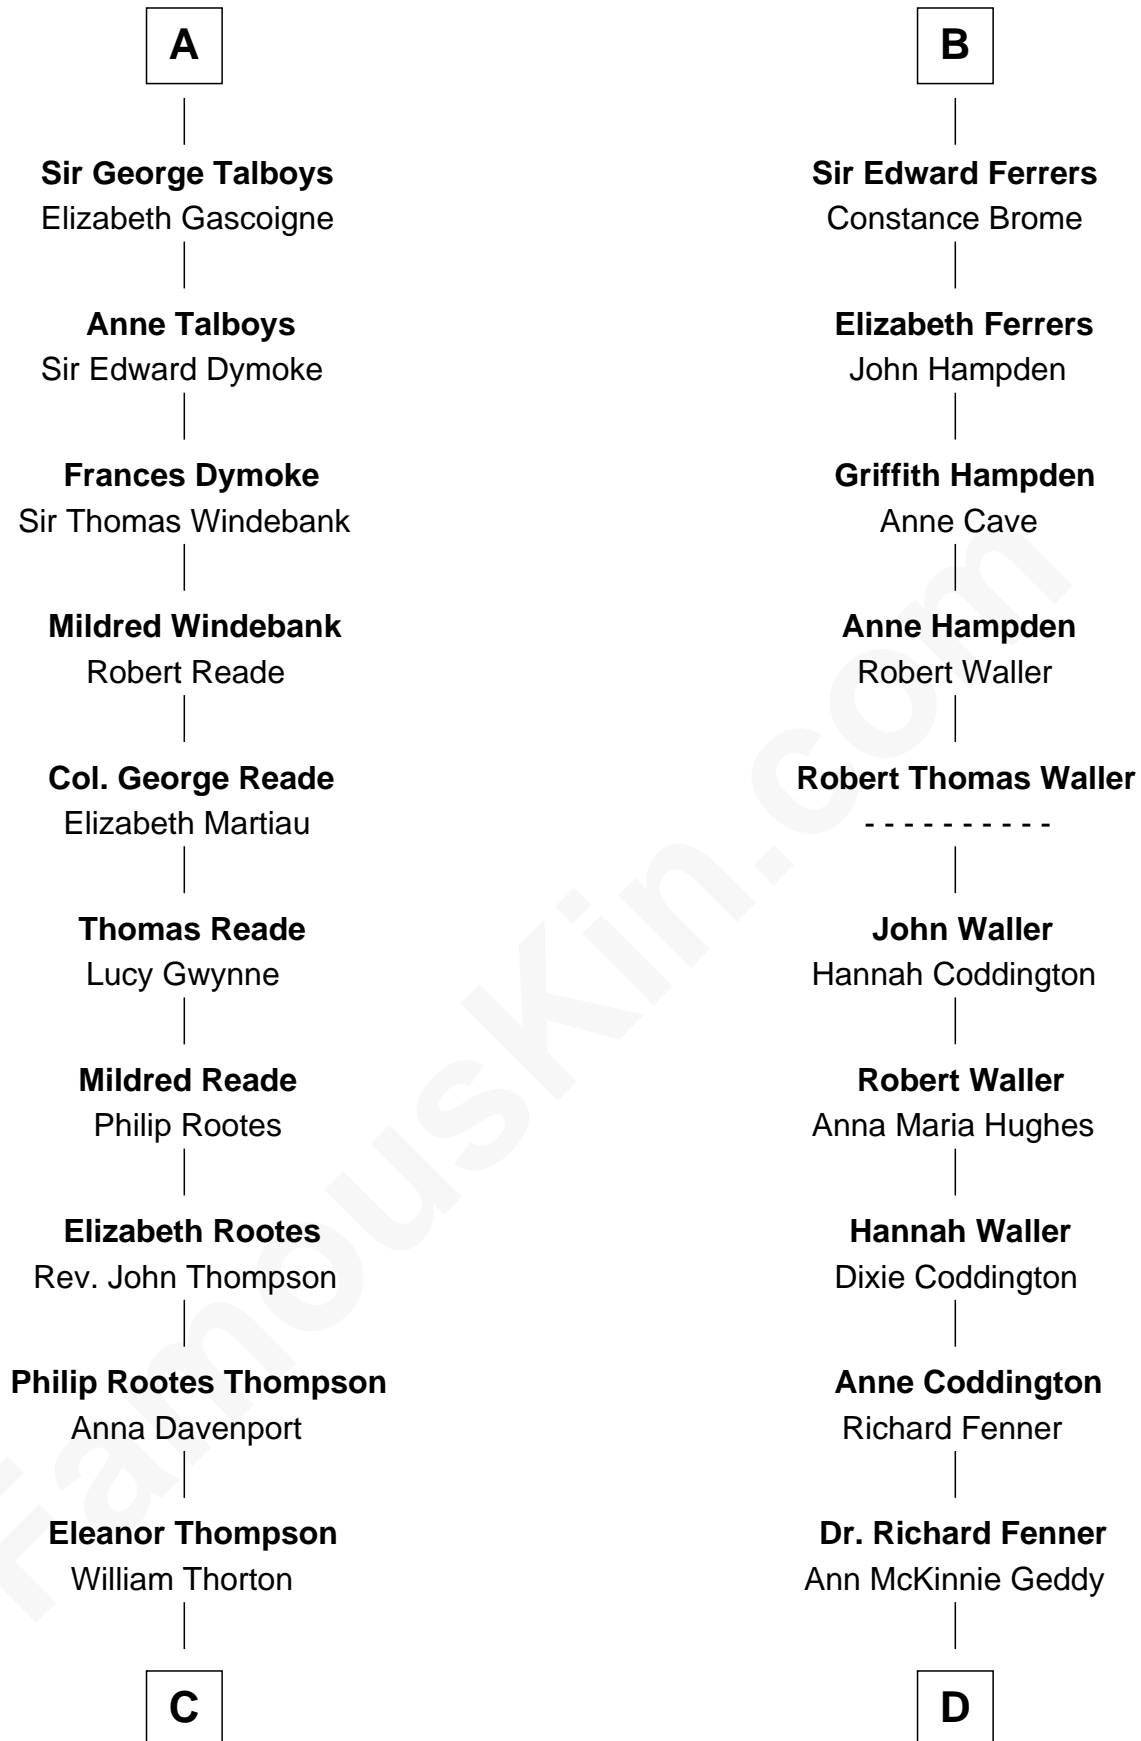 A
Sir George Talboys
Elizabeth Gascoigne
Anne Talboys
Sir Edward Dymoke
Frances Dymoke
Sir Thomas Windebank
Mildred Windebank
Robert Reade
Col. George Reade
Elizabeth Martiau
Thomas Reade
Lucy Gwynne
Mildred Reade
Philip Rootes
Elizabeth Rootes
Rev. John Thompson
Philip Rootes Thompson
Anna Davenport
Eleanor Thompson
William Thorton
C
B
Sir Edward Ferrers
Constance Brome
Elizabeth Ferrers
John Hampden
Griffith Hampden
Anne Cave
Anne Hampden
Robert Waller
Robert Thomas Waller
- - - - - - - - - -
John Waller
Hannah Coddington
Robert Waller
Anna Maria Hughes
Hannah Waller
Dixie Coddington
Anne Coddington
Richard Fenner
Dr. Richard Fenner
Ann McKinnie Geddy
D
FamousKin.com